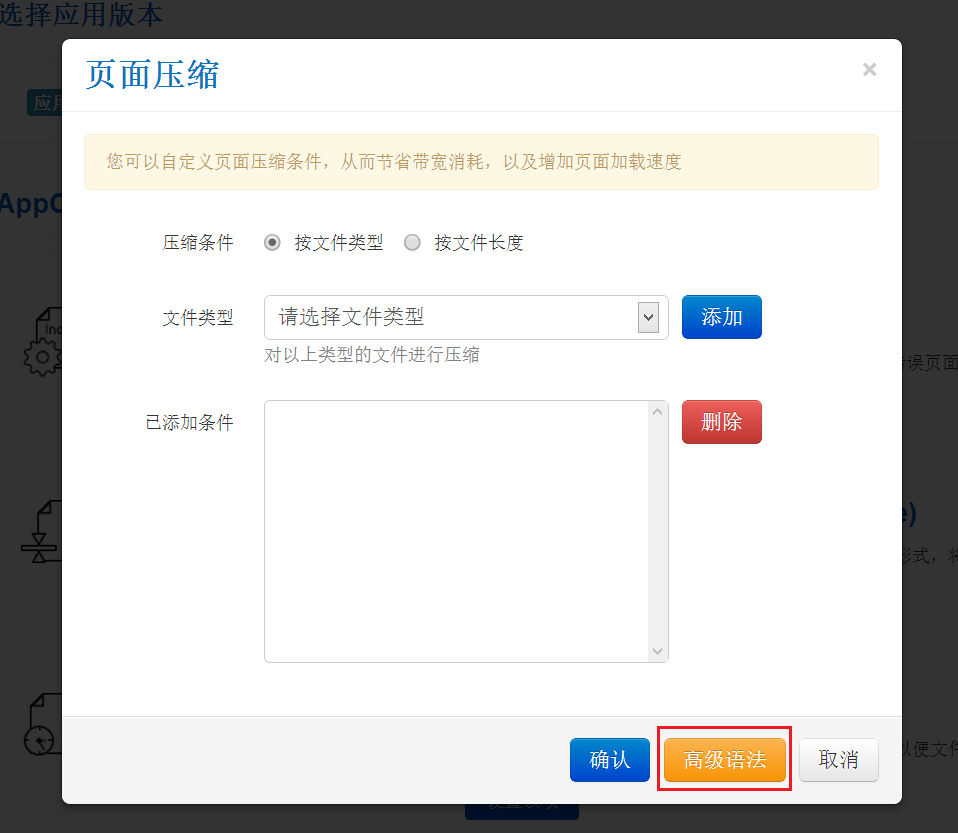 选择应用版本
页面压缩
×
应用
您可以自定义页面压缩条件，从而节省带宽消耗，以及增加页面加载速度
AppC
压缩条件 按文件类型 按文件长度
文件类型 请选择文件类型 添加
对以上类型的文件进行压缩
错误页面
已添加条件 删除
e)
形式，将
以便文件
确认 高级语法 取消